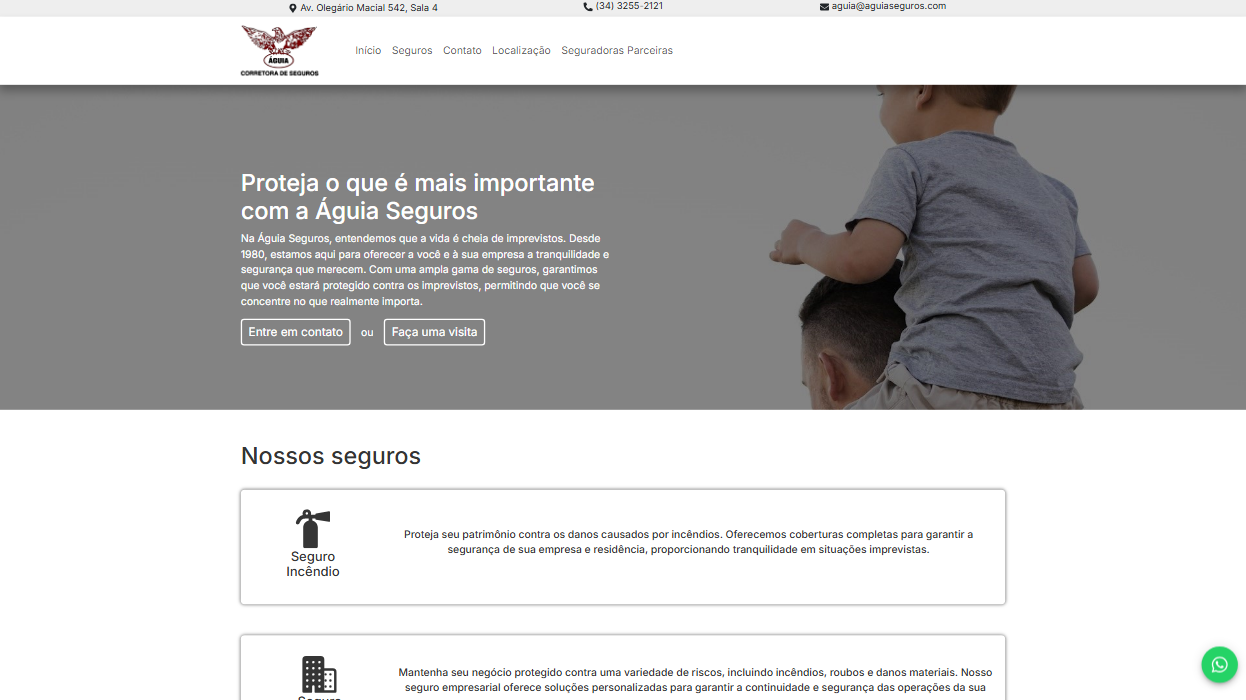 Av. Olegário Macial 542, Sala 4
(34) 3255-2121
aguia@aguiaseguros.com
ÁGUIA
CORRETORA DE SEGUROS
Início Seguros Contato Localização Seguradoras Parceiras
Proteja o que é mais importante
com a Águia Seguros
Na Águia Seguros, entendemos que a vida é cheia de imprevistos. Desde
1980, estamos aqui para oferecer a você e à sua empresa a tranquilidade e
segurança que merecem. Com uma ampla gama de seguros, garantimos
que você estará protegido contra os imprevistos, permitindo que você se
concentre no que realmente importa.
Entre em contato ou Faça uma visita
Nossos seguros
Seguro
Incêndio
Proteja seu patrimônio contra os danos causados por incêndios. Oferecemos coberturas completas para garantir a
segurança de sua empresa e residência, proporcionando tranquilidade em situações imprevistas.
Seguro
Mantenha seu negócio protegido contra uma variedade de riscos, incluindo incêndios, roubos e danos materiais. Nosso
seguro empresarial oferece soluções personalizadas para garantir a continuidade e segurança das operações da sua